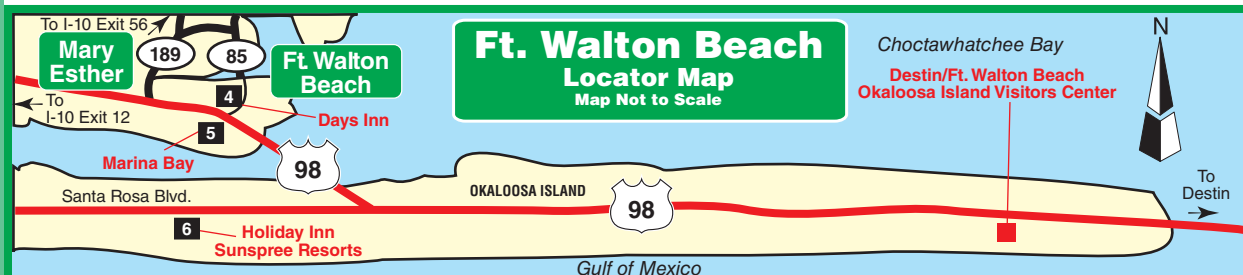 To I-10 Exit 56
Mary
Esther
189
85
Ft. Walton
Beach
Ft. Walton Beach
Locator Map
Map Not to Scale
Choctawhatchee Bay
N
Destin/Ft. Walton Beach
Okaloosa Island Visitors Center
To
I-10 Exit 12
4
Days Inn
5
Marina Bay
98
Santa Rosa Blvd.
OKALOOSA ISLAND
98
To
Destin
6
Holiday Inn
Sunspree Resorts
Gulf of Mexico